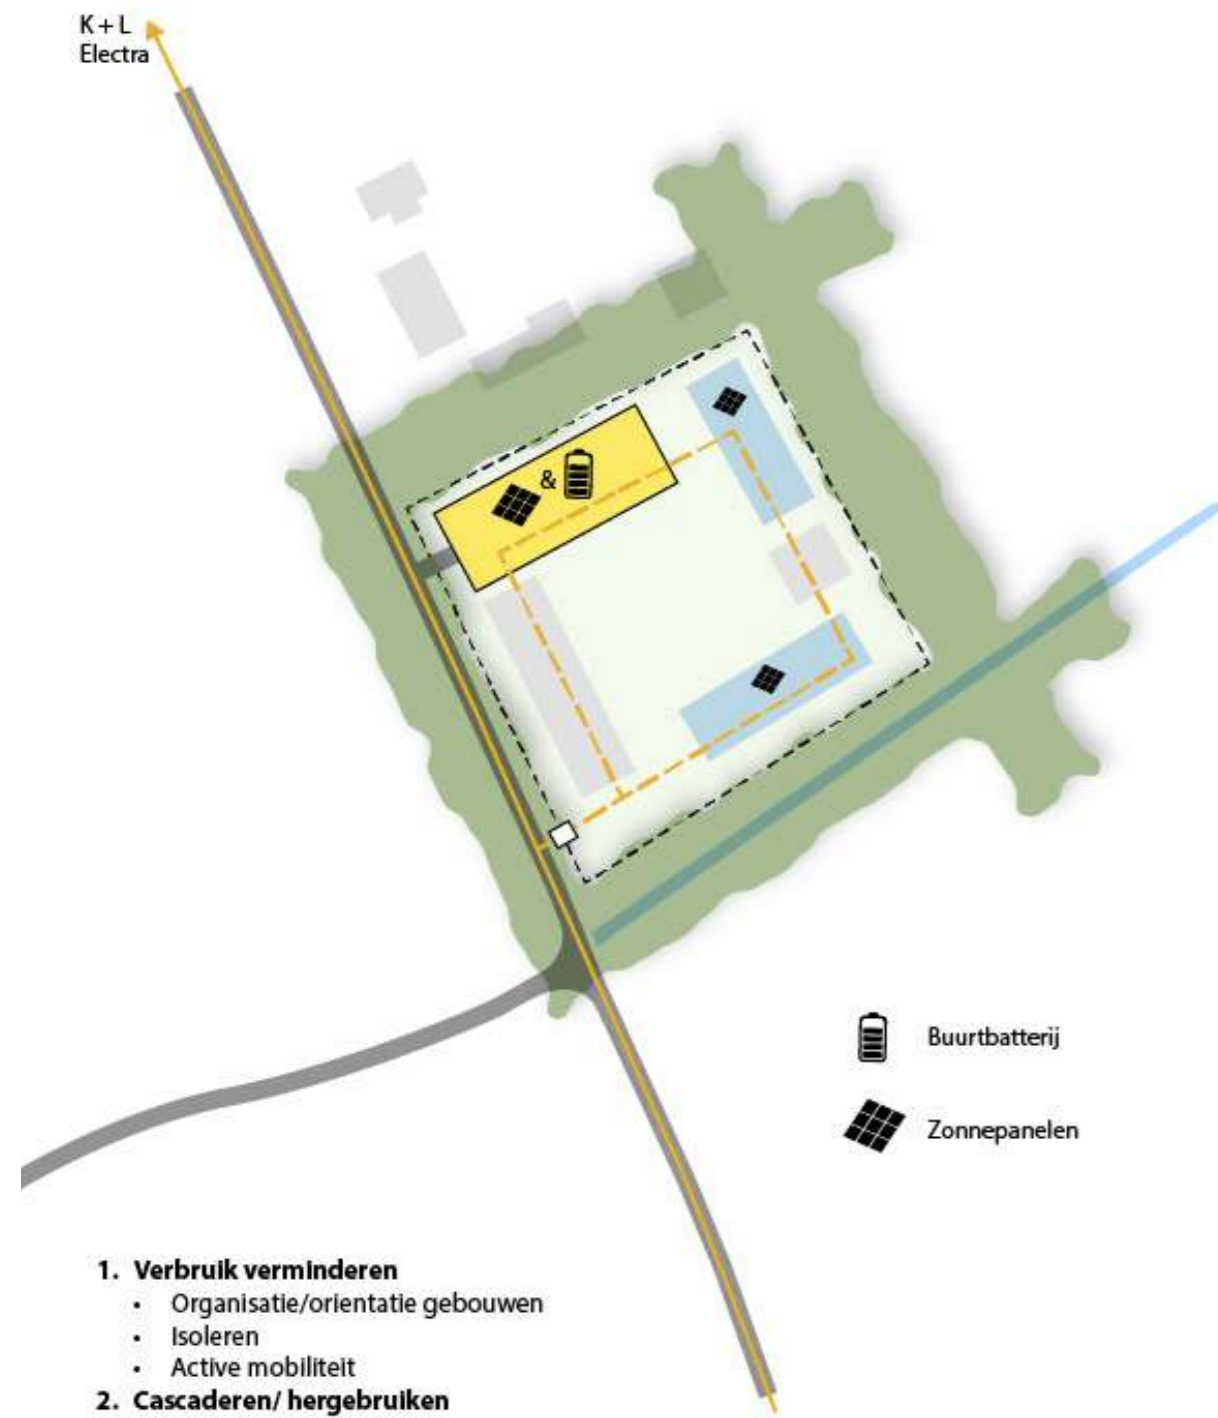 K + L
Electra
&
Buurtbatterij
Zonnepanelen
1. Verbruik verminderen
• Organisatie/orientatie gebouwen
• Isoleren
• Active mobiliteit
2. Cascaderen/ hergebruiken